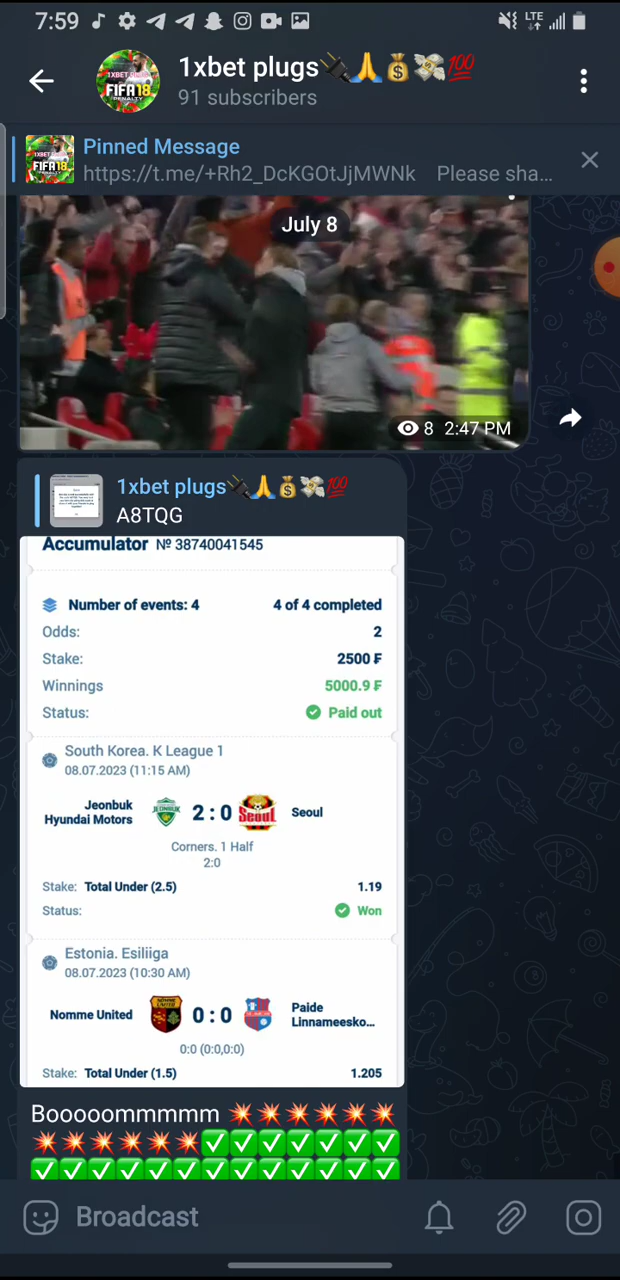 7:59
LTE
1xbet plugs🔌🙏💰💸💯
91 subscribers
Pinned Message
https://t.me/+Rh2_DcKGOtJjMWNk Please sha...
July 8
8 2:47 PM
1xbet plugs🔌🙏💰💸💯
A8TQG
Accumulator № 38740041545
Number of events: 4 4 of 4 completed
Odds: 2
Stake: 2500 ₣
Winnings 5000.9 ₣
Status: Paid out
South Korea. K League 1
08.07.2023 (11:15 AM)
Jeonbuk Hyundai Motors 2 : 0 Seoul
Corners. 1 Half
2:0
Stake: Total Under (2.5) 1.19
Status: Won
Estonia. Esiliiga
08.07.2023 (10:30 AM)
Nomme United 0 : 0 Paide Linnameesko...
0:0 (0:0,0:0)
Stake: Total Under (1.5) 1.205
Booooommmmm 💥💥💥💥💥💥
💥💥💥💥💥💥✅✅✅✅✅✅✅
✅✅✅✅✅✅✅✅✅✅✅✅✅
Broadcast